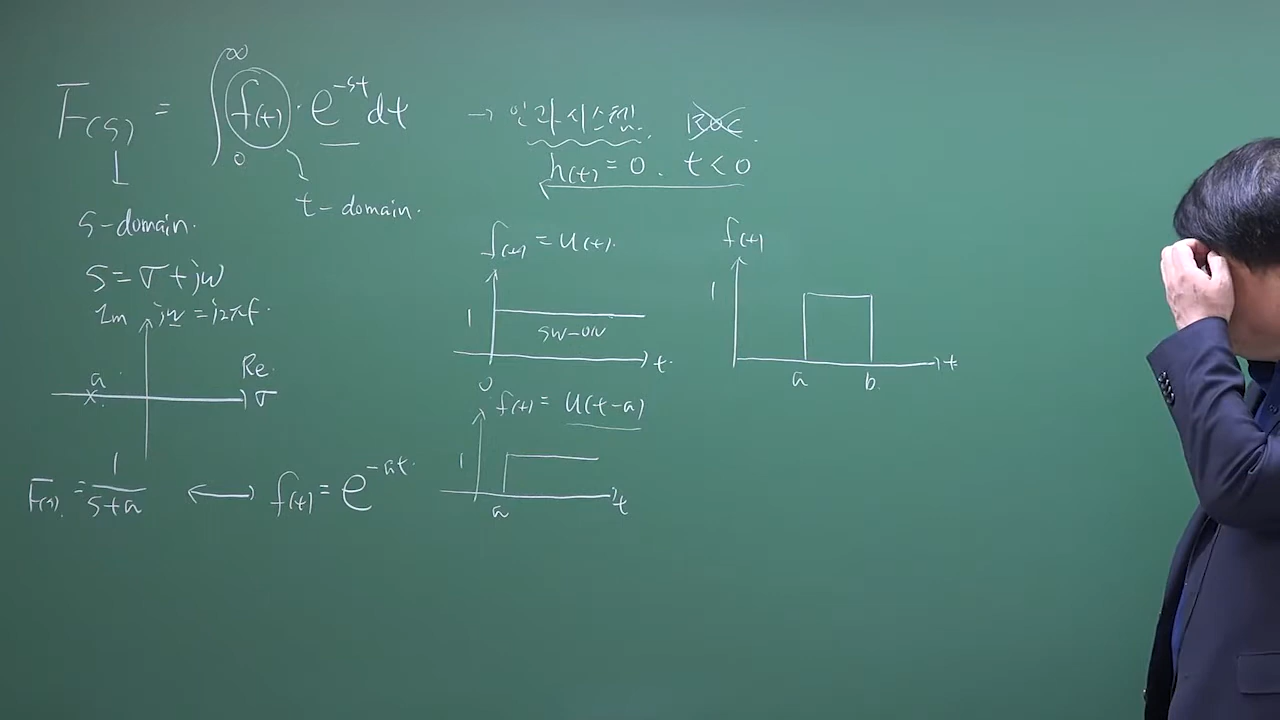 F(s) = ∫₀^∞ f(t) · e^{-st} dt
→ 인과시스템. ROC.
h(t) = 0. t < 0
t-domain.
s-domain.
s = σ + jω
Im jω = j2πf
a
Re
σ
F(s) = 1/(s+a) ↔ f(t) = e^{-at}.
f(t) = u(t).
1
SW-ON
t
0
f(t) = u(t-a)
1
a
t
f(t)
1
a
b
t